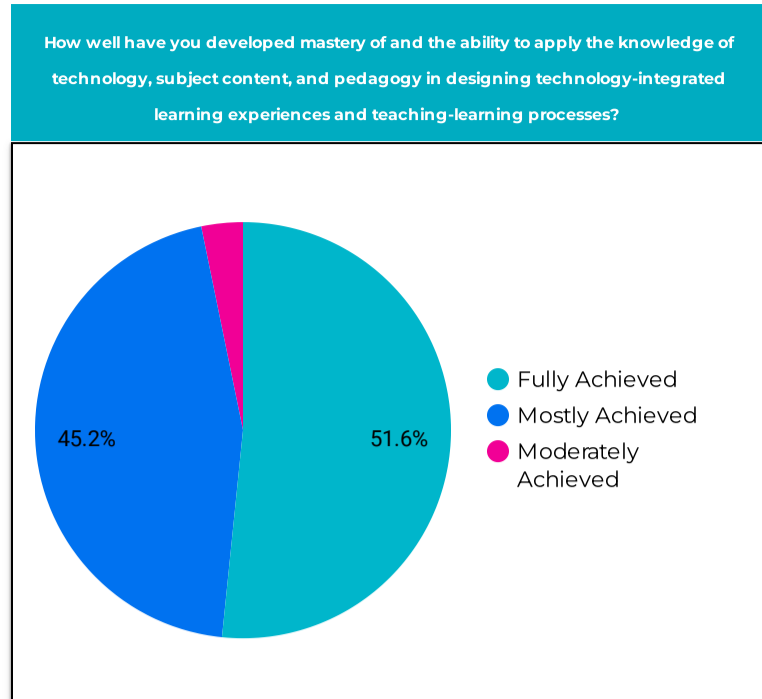 How well have you developed mastery of and the ability to apply the knowledge of
technology, subject content, and pedagogy in designing technology-integrated
learning experiences and teaching-learning processes?
45.2%
51.6%
Fully Achieved
Mostly Achieved
Moderately
Achieved